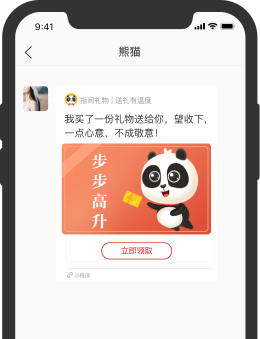 9:41
熊猫
指间礼物 | 送礼有温度
我买了一份礼物送给你，望收下，
一点心意，不成敬意！
步
步
高
升
立即领取
小程序